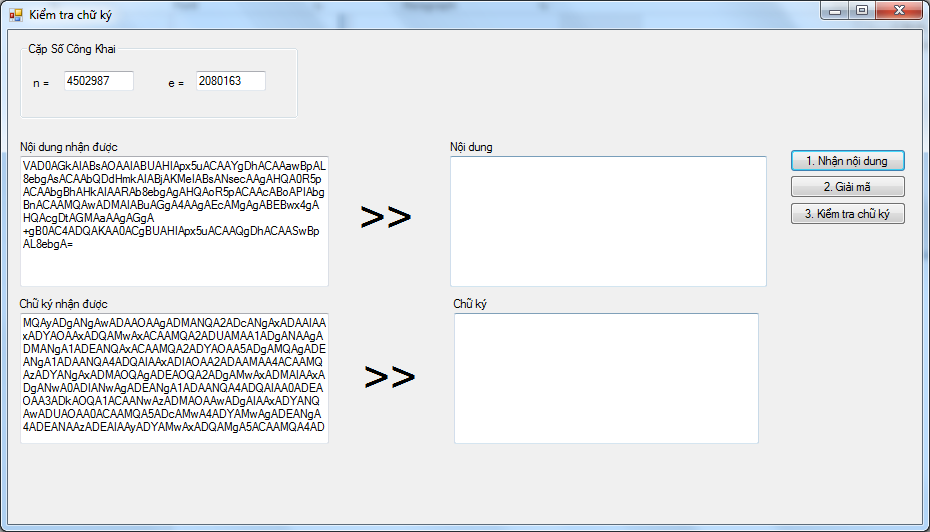 Kiểm tra chữ ký
Cặp Số Công Khai
n = 4502987 e = 2080163
Nội dung nhận được
VAD0AGkAIABsAOAAIABUAHIApx5uACAAYgDhACAAawBpAL
8ebgAsACAAbQDdHmkAIABjAKMeIABsANsecAAgAHQA0R5p
ACAAbgBhAHkAIAARAb8ebgAgAHQAoR5pACAAcABoAPIAbg
BnACAAMQAwADMAIABuAGgA4AAgAEcAMgAgABEBwx4gA
HQAcgDtAGMAaAAgAGgA
+gB0AC4ADQAKAA0ACgBUAHIApx5uACAAQgDhACAASwBp
AL8ebgA=
>>
Nội dung
1. Nhận nội dung
2. Giải mã
3. Kiểm tra chữ ký
Chữ ký nhận được
MQAyADgANgAwADAAOAAgADMANQA2ADcANgAxADAAIAA
xADYAOAAxADQAMwAxACAAMQA2ADUAMAA1ADgANAAgA
DMANgA1ADEANQAxACAAMQA2ADYAOAA5ADgAMQAgADE
ANgA1ADAANQA4ADQAIAAxADIAOAA2ADAAMAA4ACAAMQ
AzADYANgAxADMAOQAgADEAOQA2ADgAMwAxADMAIAAxA
DgANwA0ADIANwAgADEANgA1ADAANQA4ADQAIAA0ADEA
OAA3ADkAOQA1ACAANwAzADMAOAAwADgAIAAxADYANQ
AwADUAOAA0ACAAMQA5ADcAMwA4ADYAMwAgADEANgA
4ADEANAAzADEAIAAyADYAMwAxADQAMgA5ACAAMQA4AD
>>
Chữ ký